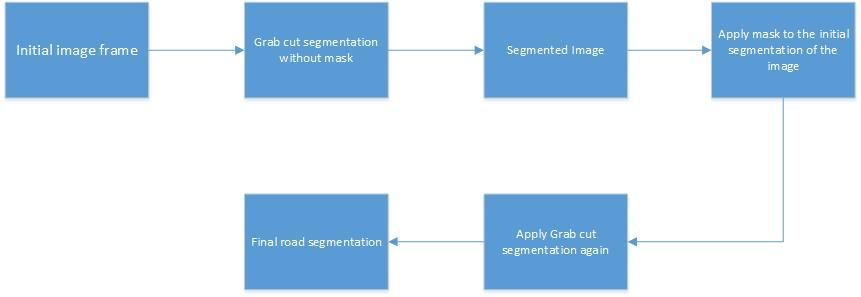 Initial image frame
Grab cut segmentation
without mask
Segmented Image
Apply mask to the initial
segmentation of the
image
Apply Grab cut
segmentation again
Final road segmentation